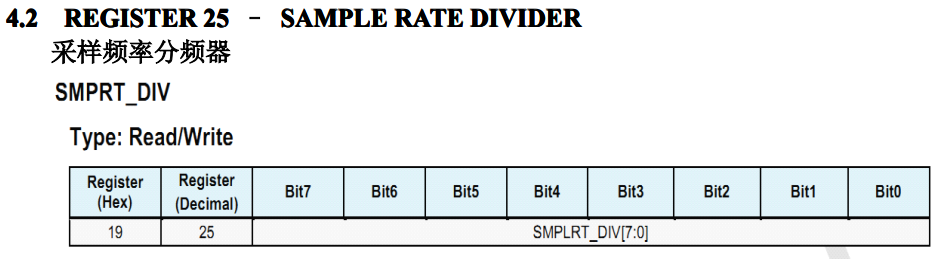 4.2 REGISTER 25 – SAMPLE RATE DIVIDER
采样频率分频器
SMPRT_DIV
Type: Read/Write
Register (Hex) Register (Decimal) Bit7 Bit6 Bit5 Bit4 Bit3 Bit2 Bit1 Bit0
19 25 SMPLRT_DIV[7:0]